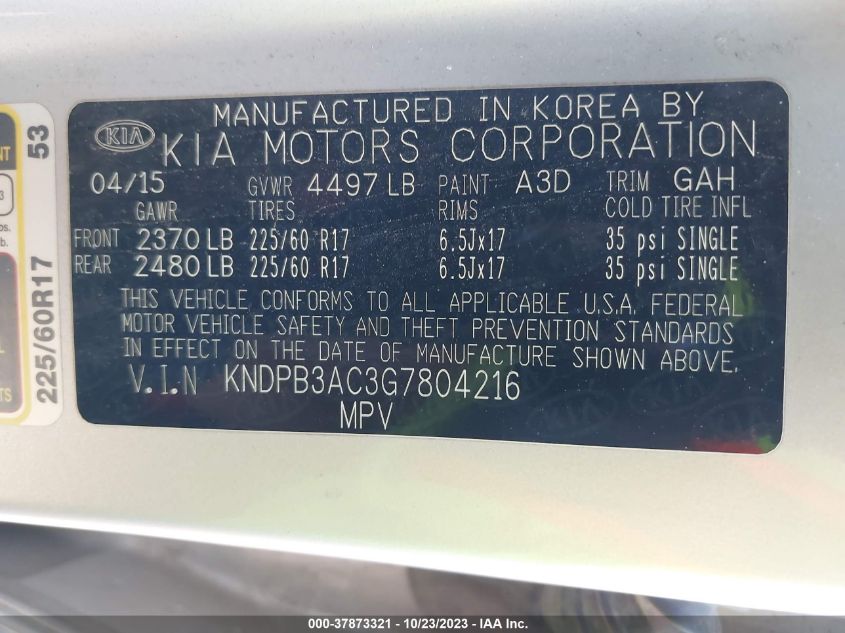 MANUFACTURED IN KOREA BY
KIA KIA MOTORS CORPORATION
04/15 GVWR 4497 LB PAINT A3D TRIM GAH
GAWR TIRES RIMS COLD TIRE INFL
FRONT 2370 LB 225/60 R17 6.5Jx17 35 psi SINGLE
REAR 2480 LB 225/60 R17 6.5Jx17 35 psi SINGLE
THIS VEHICLE CONFORMS TO ALL APPLICABLE U.S.A. FEDERAL
MOTOR VEHICLE SAFETY AND THEFT PREVENTION STANDARDS
IN EFFECT ON THE DATE OF MANUFACTURE SHOWN ABOVE.
V.I.N KNDPB3AC3G7804216
MPV
53
225/60R17
NT
3
s.
b.
L
TS
000-37873321 - 10/23/2023 - IAA Inc.